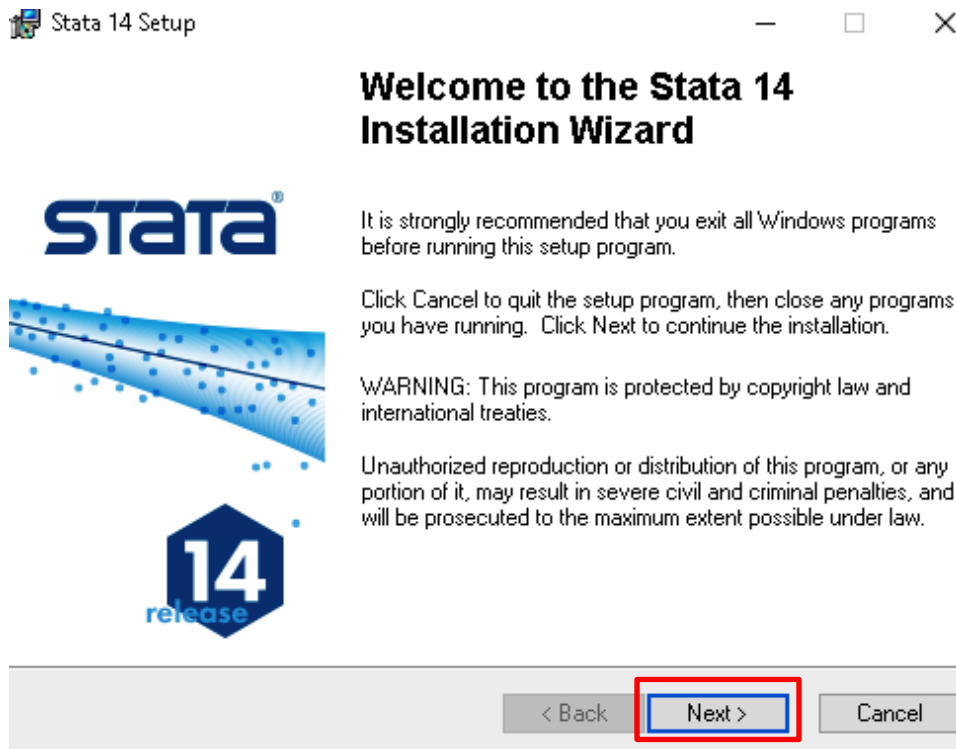 Stata 14 Setup
Welcome to the Stata 14
Installation Wizard
STATA®
It is strongly recommended that you exit all Windows programs
before running this setup program.
Click Cancel to quit the setup program, then close any programs
you have running.  Click Next to continue the installation.
WARNING: This program is protected by copyright law and
international treaties.
Unauthorized reproduction or distribution of this program, or any
portion of it, may result in severe civil and criminal penalties, and
will be prosecuted to the maximum extent possible under law.
14
release
< Back
Next >
Cancel